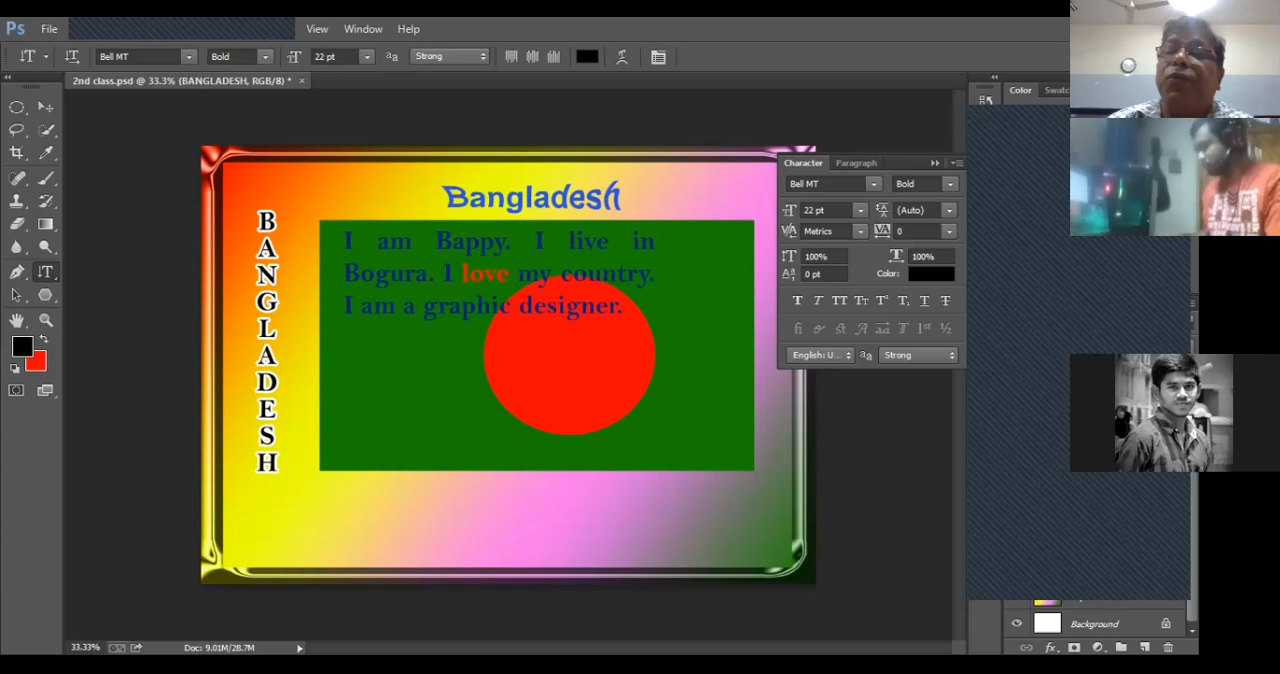 Ps File View Window Help
Bell MT Bold 22 pt Strong
2nd class.psd @ 33.3% (BANGLADESH, RGB/8) * ×
Color
Bangladesh
BANGLADESH
I am Bappy. I live in
Bogura. I love my country.
I am a graphic designer.
Character Paragraph
Bell MT Bold
22 pt (Auto)
Metrics 0
100% 100%
0 pt Color:
English: U... Strong
Background
33.33% Doc: 9.01M/28.7M